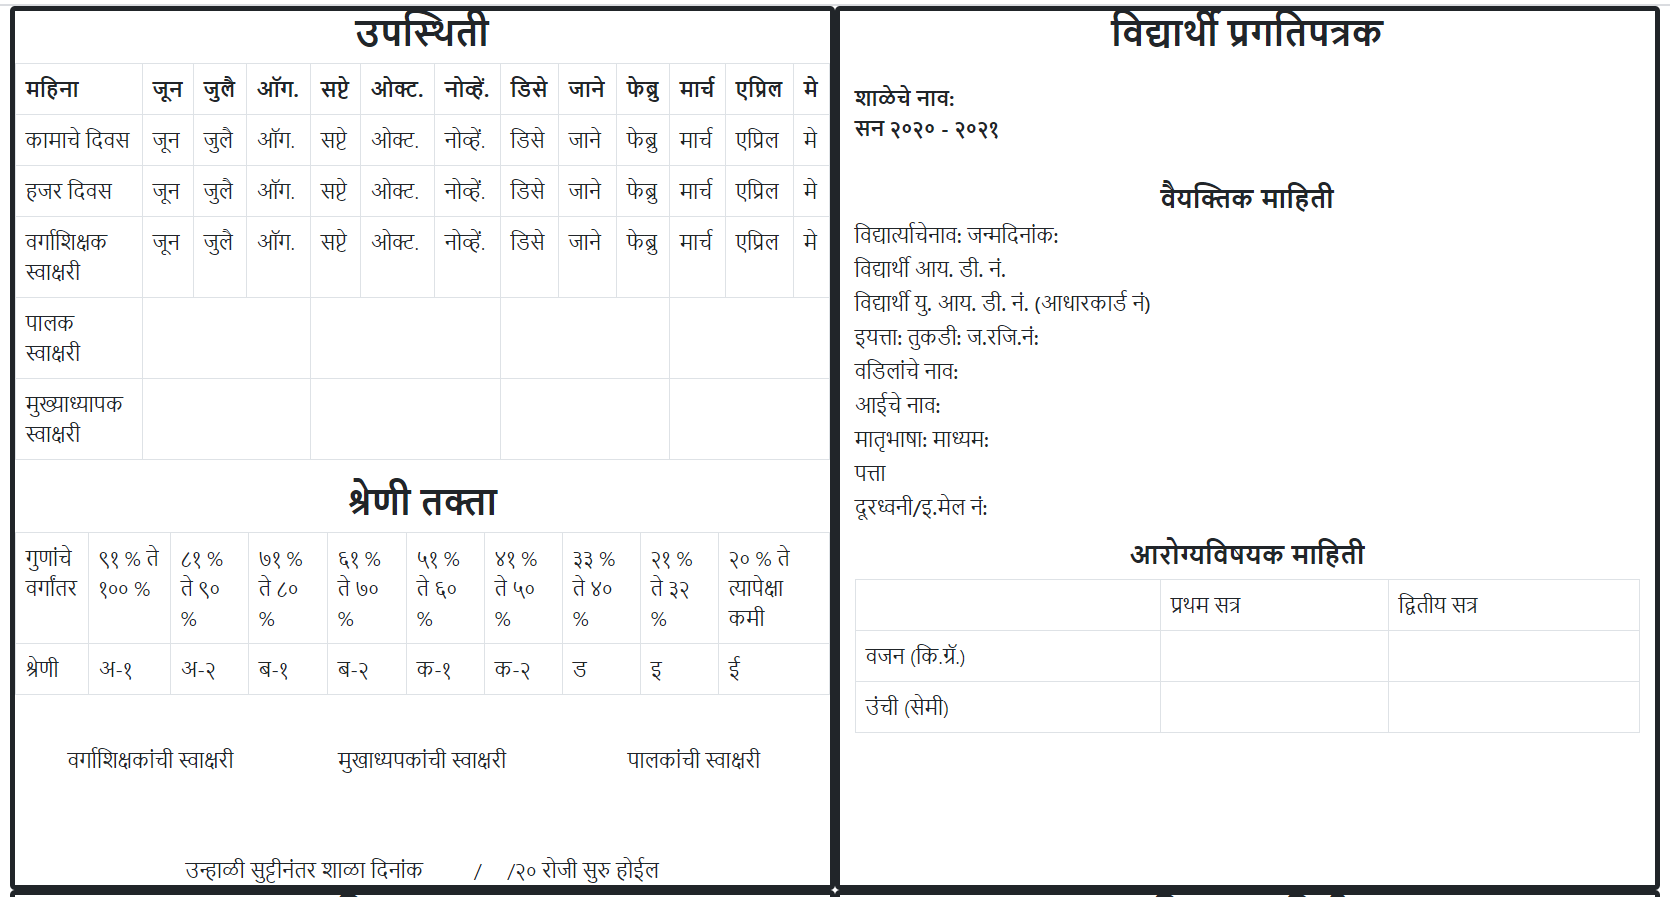 उपस्थिती
महिना जून जुलै ऑग. सप्टे ओक्ट. नोव्हें. डिसे जाने फेब्रु मार्च एप्रिल मे
कामाचे दिवस जून जुलै ऑग. सप्टे ओक्ट. नोव्हें. डिसे जाने फेब्रु मार्च एप्रिल मे
हजर दिवस जून जुलै ऑग. सप्टे ओक्ट. नोव्हें. डिसे जाने फेब्रु मार्च एप्रिल मे
वर्गाशिक्षक जून जुलै ऑग. सप्टे ओक्ट. नोव्हें. डिसे जाने फेब्रु मार्च एप्रिल मे
स्वाक्षरी
पालक
स्वाक्षरी
मुख्याध्यापक
स्वाक्षरी
श्रेणी तक्ता
गुणांचे ९१ % ते ८१ % ७१ % ६१ % ५१ % ४१ % ३३ % २१ % २० % ते
वर्गांतर १०० % ते ९० ते ८० ते ७० ते ६० ते ५० ते ४० ते ३२ त्यापेक्षा
% % % % % % % कमी
श्रेणी अ-१ अ-२ ब-१ ब-२ क-१ क-२ ड इ ई
वर्गाशिक्षकांची स्वाक्षरी मुखाध्यपकांची स्वाक्षरी पालकांची स्वाक्षरी
उन्हाळी सुट्टीनंतर शाळा दिनांक / /२० रोजी सुरु होईल
विद्यार्थी प्रगतिपत्रक
शाळेचे नाव:
सन २०२० - २०२१
वैयक्तिक माहिती
विद्यार्त्याचेनाव: जन्मदिनांक:
विद्यार्थी आय. डी. नं.
विद्यार्थी यु. आय. डी. नं. (आधारकार्ड नं)
इयत्ता: तुकडी: ज.रजि.नं:
वडिलांचे नाव:
आईचे नाव:
मातृभाषा: माध्यम:
पत्ता
दूरध्वनी/इ.मेल नं:
आरोग्यविषयक माहिती
प्रथम सत्र द्वितीय सत्र
वजन (कि.ग्रॅ.)
उंची (सेमी)